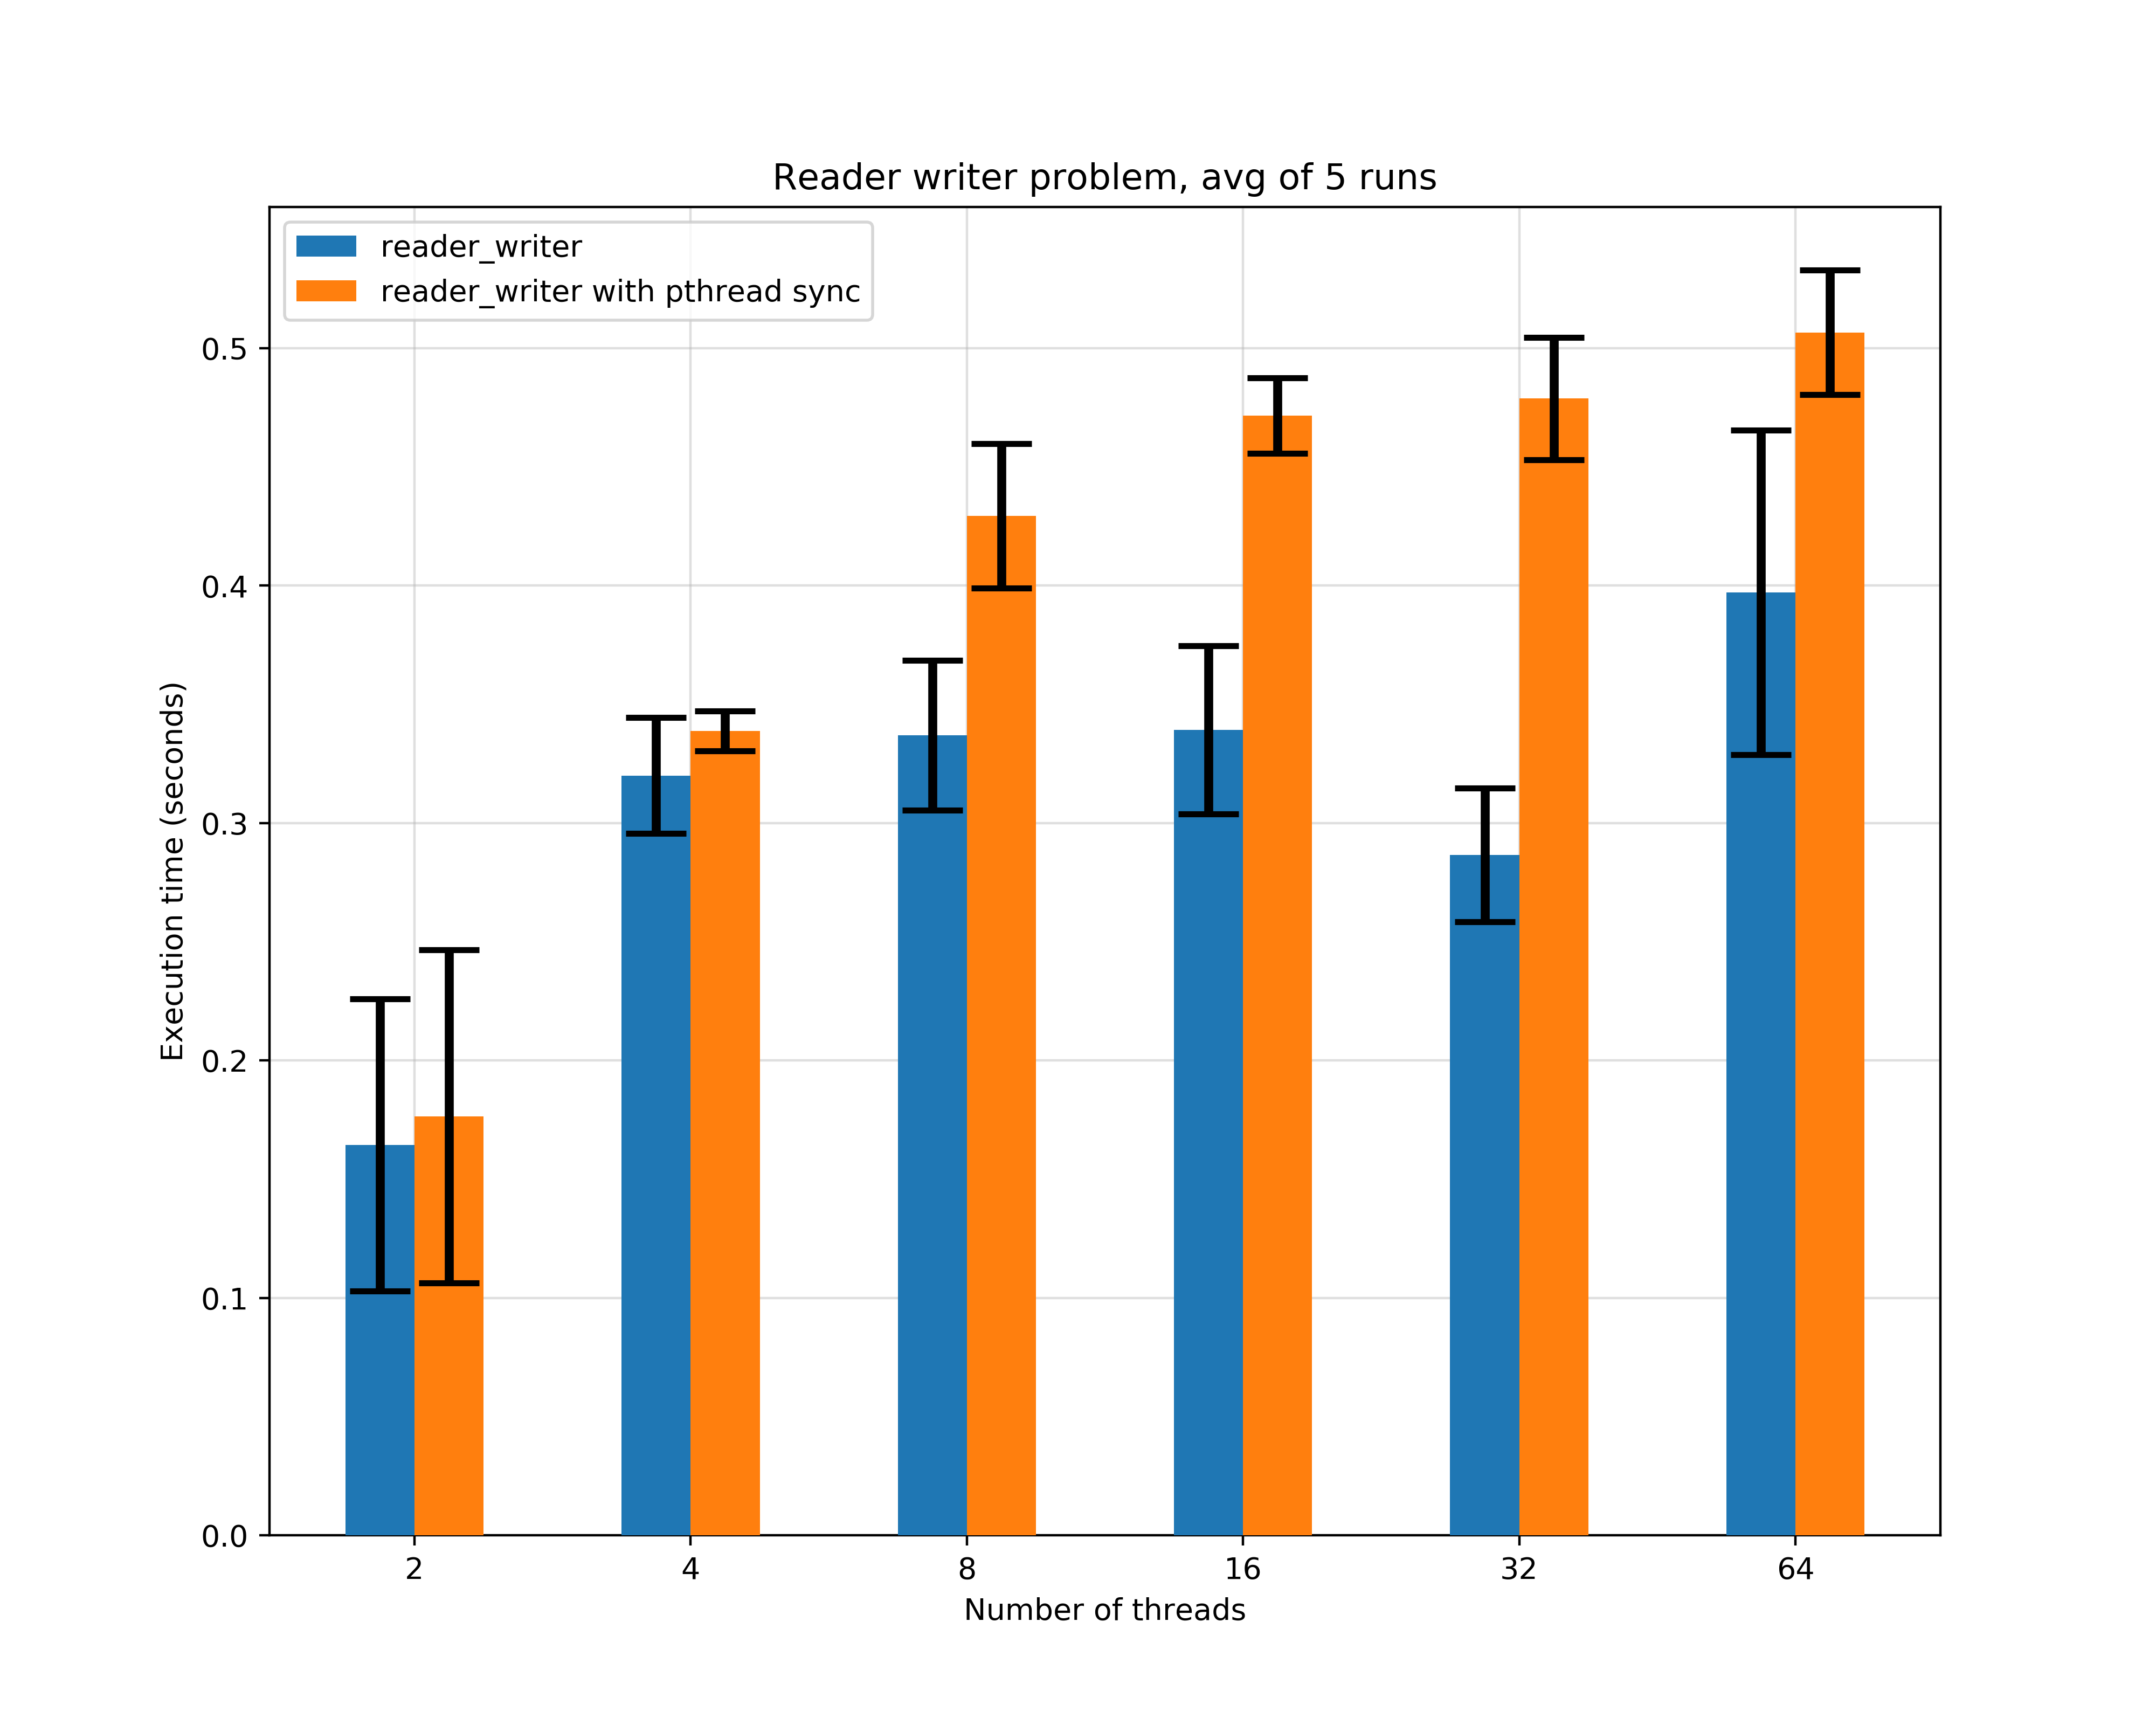 Reader writer problem, avg of 5 runs
reader_writer
reader_writer with pthread sync
0.5
0.4
0.3
0.2
0.1
0.0
Execution time (seconds)
2 4 8 16 32 64
Number of threads